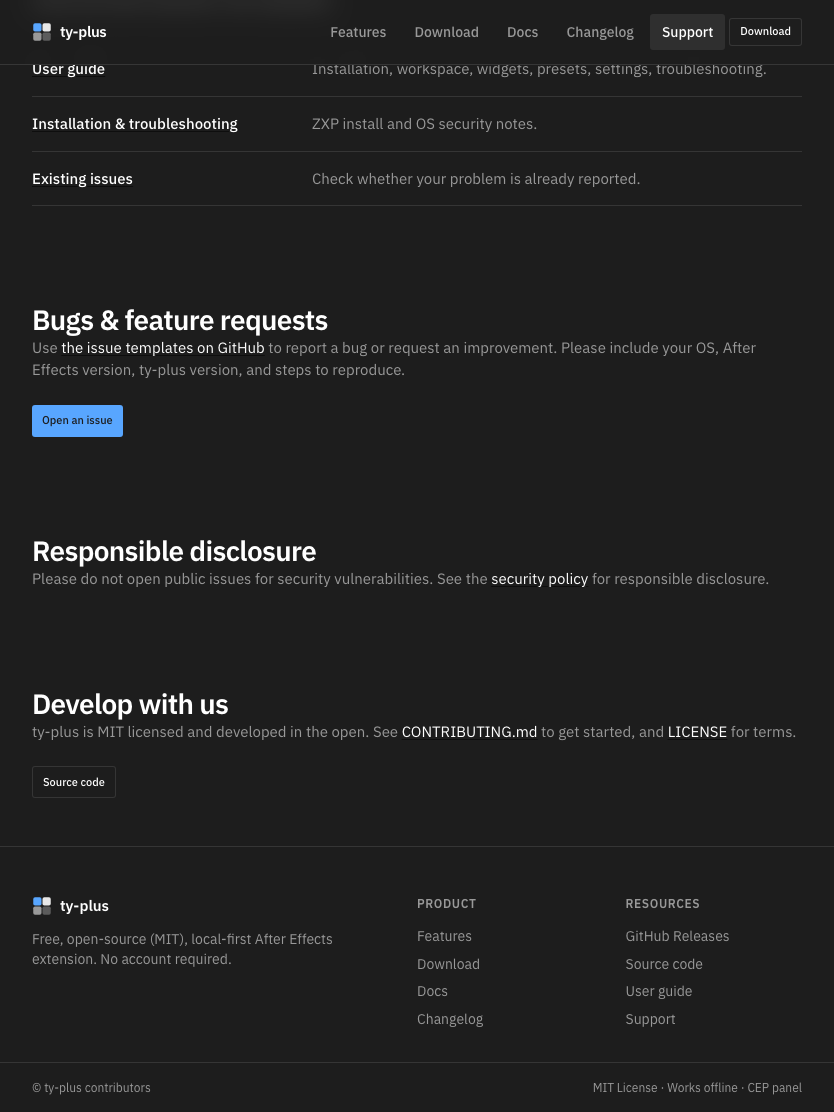 ty-plus
Features
Download
Docs
Changelog
Support
Download
User guide
Installation, workspace, widgets, presets, settings, troubleshooting.
Installation & troubleshooting
ZXP install and OS security notes.
Existing issues
Check whether your problem is already reported.
Bugs & feature requests
Use the issue templates on GitHub to report a bug or request an improvement. Please include your OS, After
Effects version, ty-plus version, and steps to reproduce.
Open an issue
Responsible disclosure
Please do not open public issues for security vulnerabilities. See the security policy for responsible disclosure.
Develop with us
ty-plus is MIT licensed and developed in the open. See CONTRIBUTING.md to get started, and LICENSE for terms.
Source code
ty-plus
Free, open-source (MIT), local-first After Effects
extension. No account required.
PRODUCT
Features
Download
Docs
Changelog
RESOURCES
GitHub Releases
Source code
User guide
Support
© ty-plus contributors
MIT License · Works offline · CEP panel